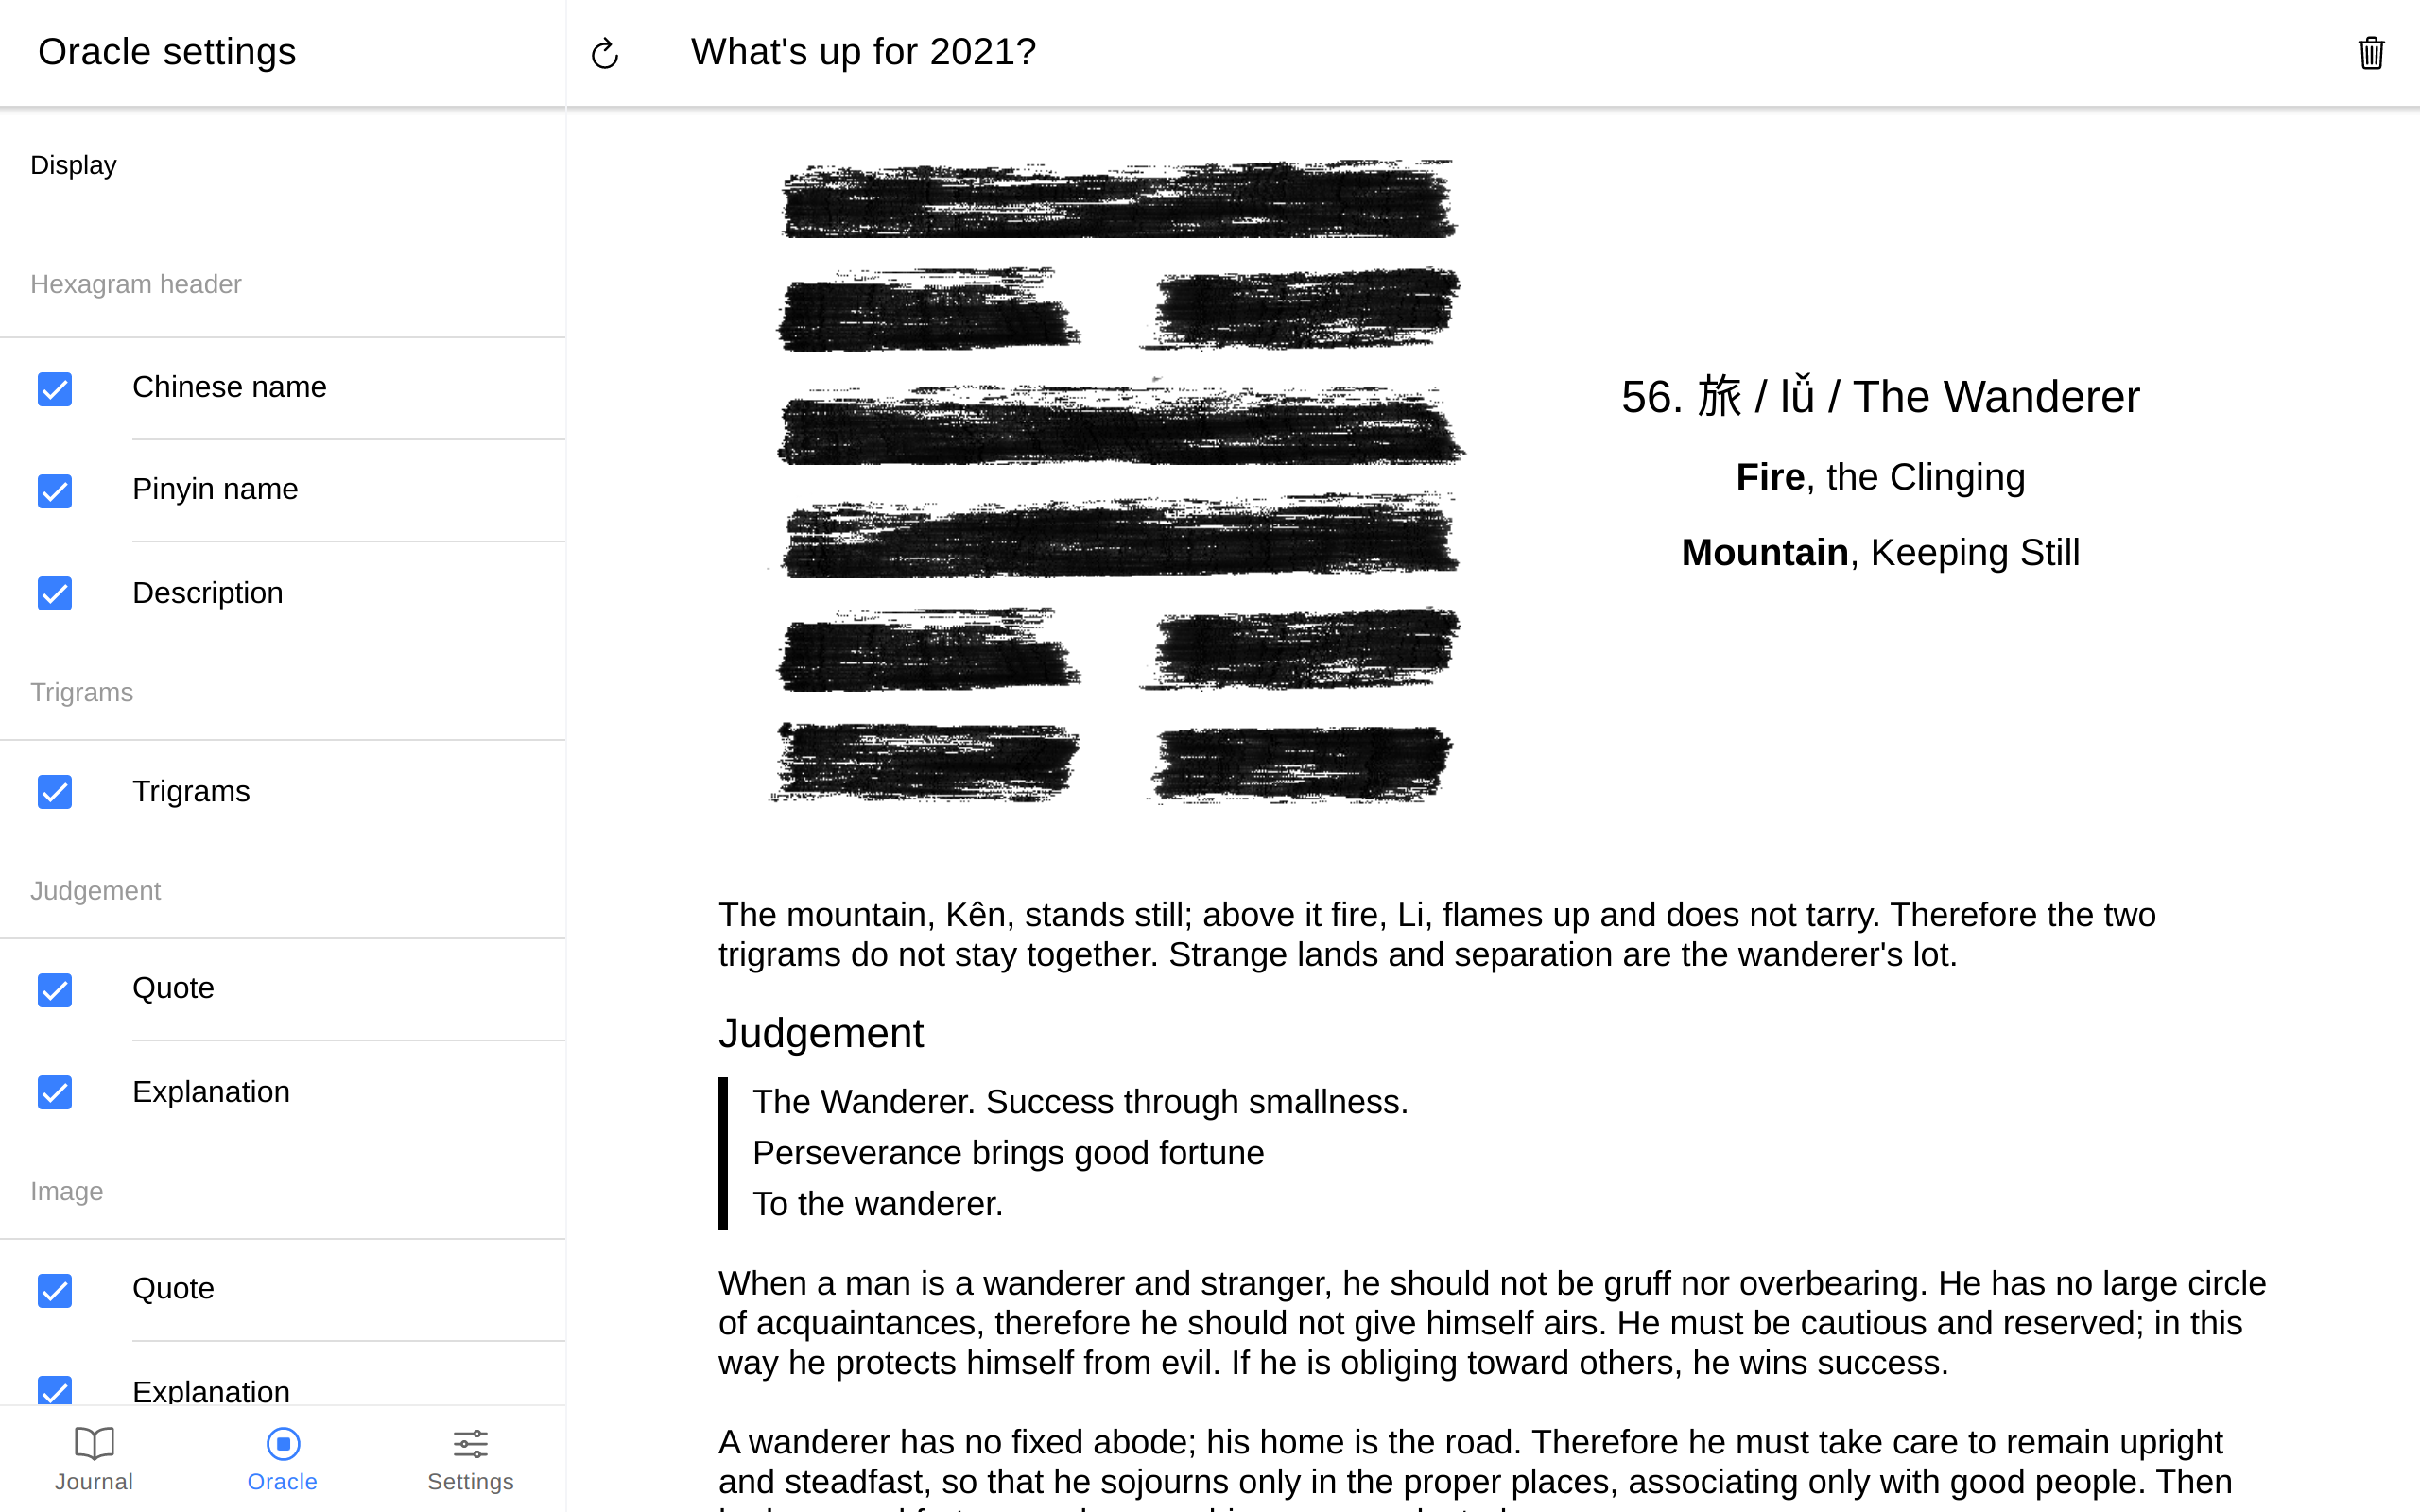 Oracle settings
What's up for 2021?
Display
Hexagram header
Chinese name
Pinyin name
Description
Trigrams
Trigrams
Judgement
Quote
Explanation
Image
Quote
Explanation
Journal
Oracle
Settings
56. 旅 / lǚ / The Wanderer
Fire, the Clinging
Mountain, Keeping Still
The mountain, Kên, stands still; above it fire, Li, flames up and does not tarry. Therefore the two
trigrams do not stay together. Strange lands and separation are the wanderer's lot.
Judgement
The Wanderer. Success through smallness.
Perseverance brings good fortune
To the wanderer.
When a man is a wanderer and stranger, he should not be gruff nor overbearing. He has no large circle
of acquaintances, therefore he should not give himself airs. He must be cautious and reserved; in this
way he protects himself from evil. If he is obliging toward others, he wins success.
A wanderer has no fixed abode; his home is the road. Therefore he must take care to remain upright
and steadfast, so that he sojourns only in the proper places, associating only with good people. Then